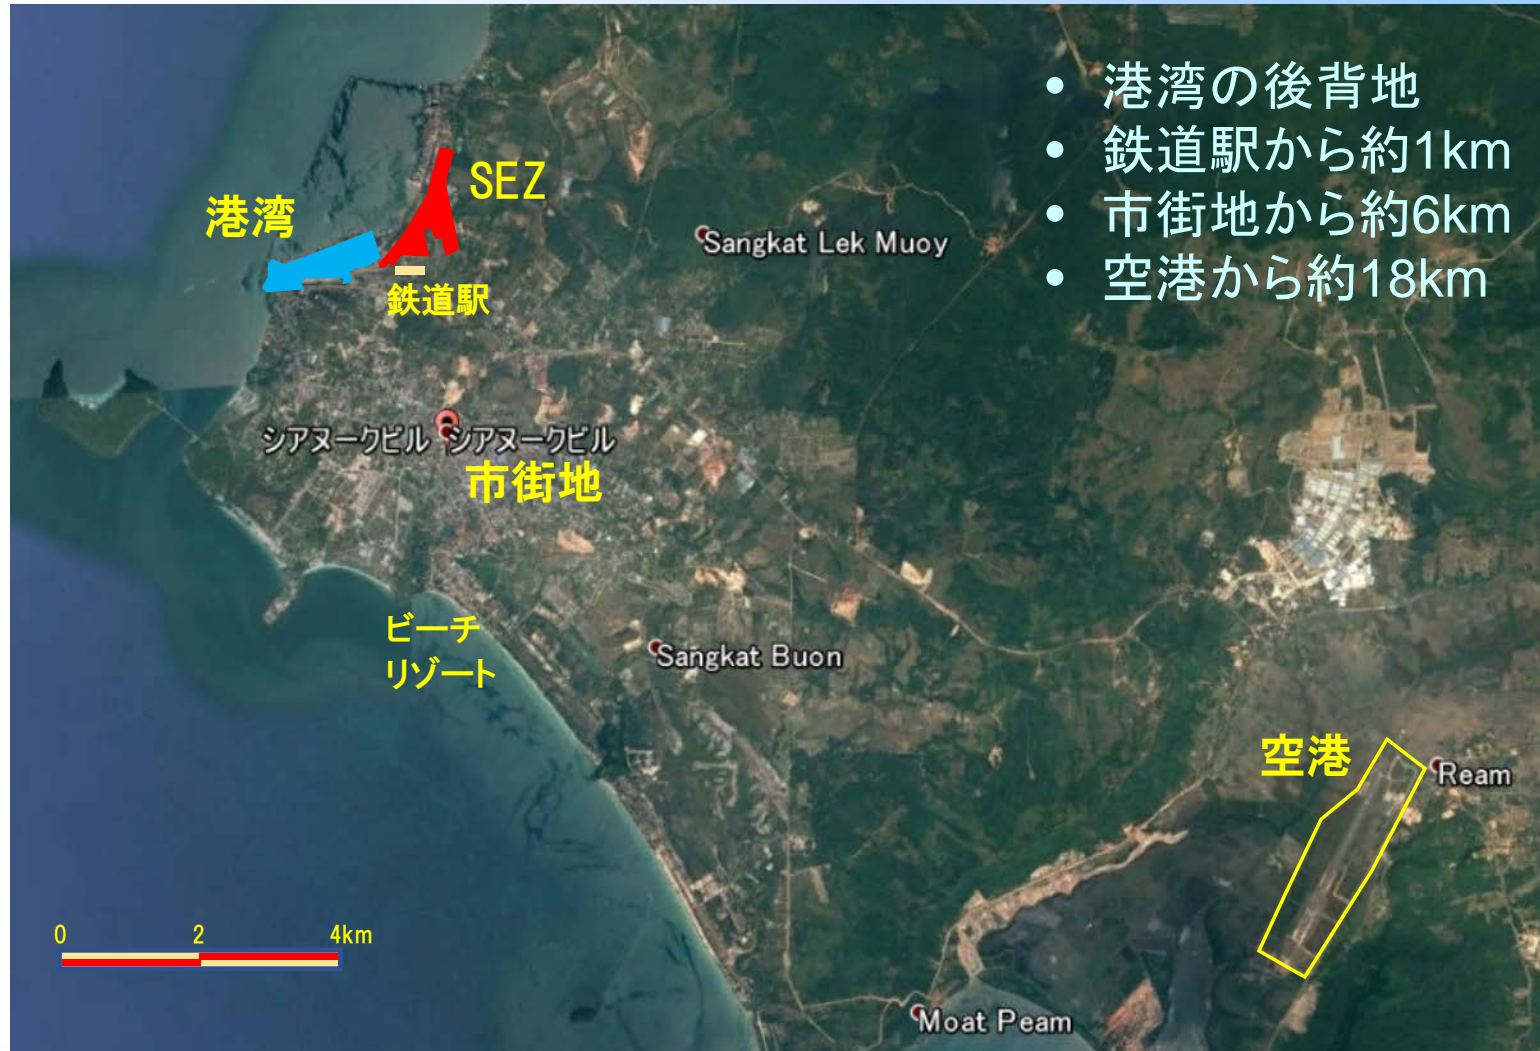 • 港湾の後背地
• 鉄道駅から約1km
• 市街地から約6km
• 空港から約18km
SEZ
港湾
Sangkat Lek Muoy
鉄道駅
シアヌークビル シアヌークビル
市街地
ビーチ
リゾート
Sangkat Buon
空港
Ream
0 2 4km
Moat Peam